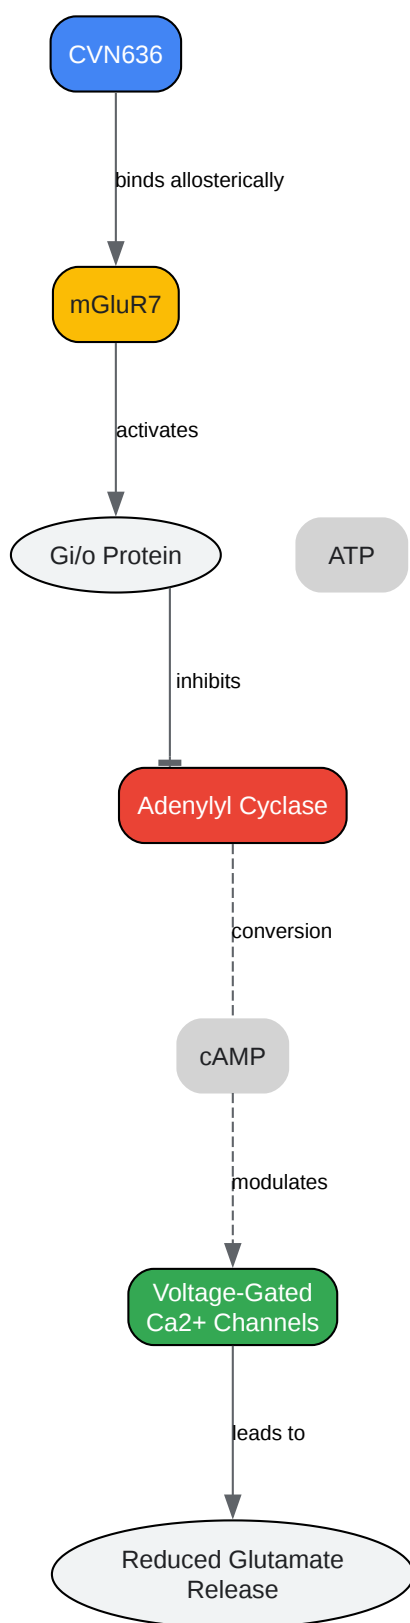 CVN636
binds allosterically
mGluR7
activates
Gi/o Protein
ATP
inhibits
Adenylyl Cyclase
conversion
cAMP
modulates
Voltage-Gated
Ca2+ Channels
leads to
Reduced Glutamate
Release